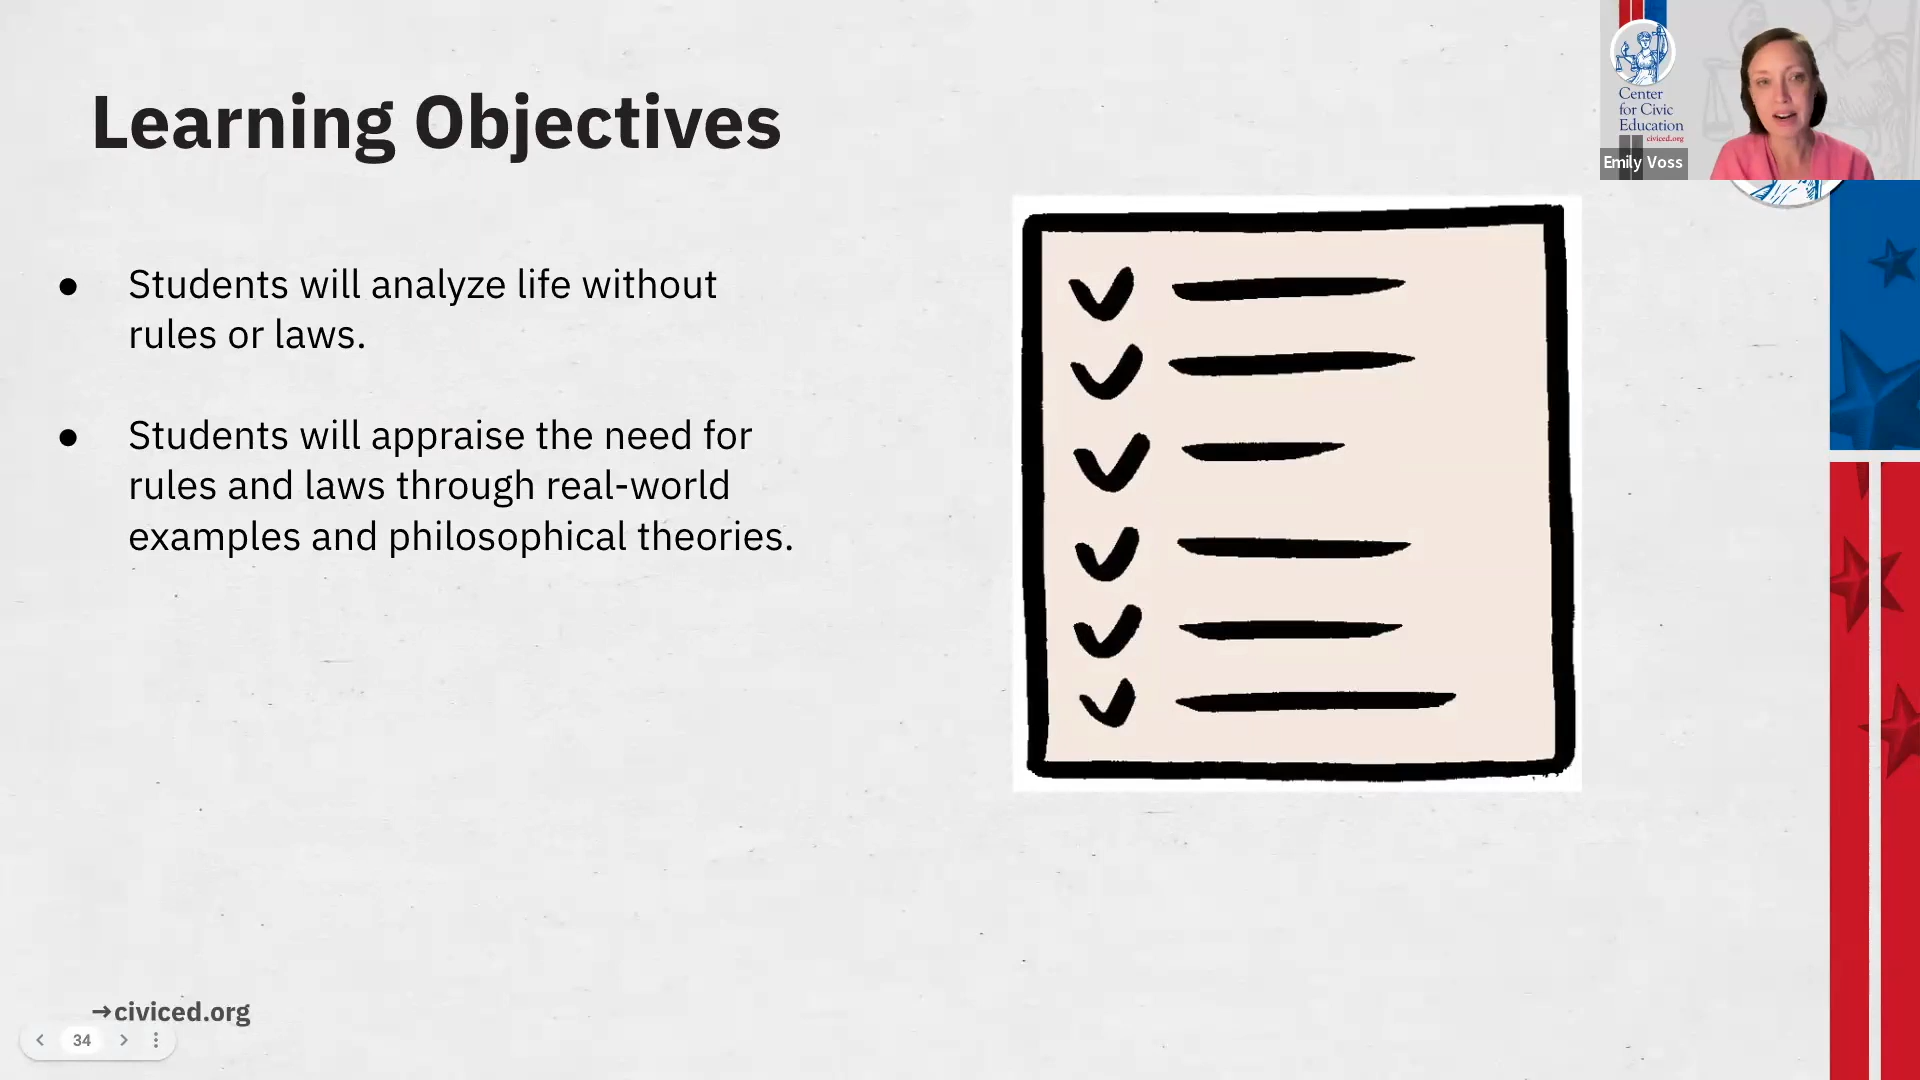 Learning Objectives
● Students will analyze life without
rules or laws.
● Students will appraise the need for
rules and laws through real-world
examples and philosophical theories.
Center
for Civic
Education
civiced.org
Emily Voss
→civiced.org
34